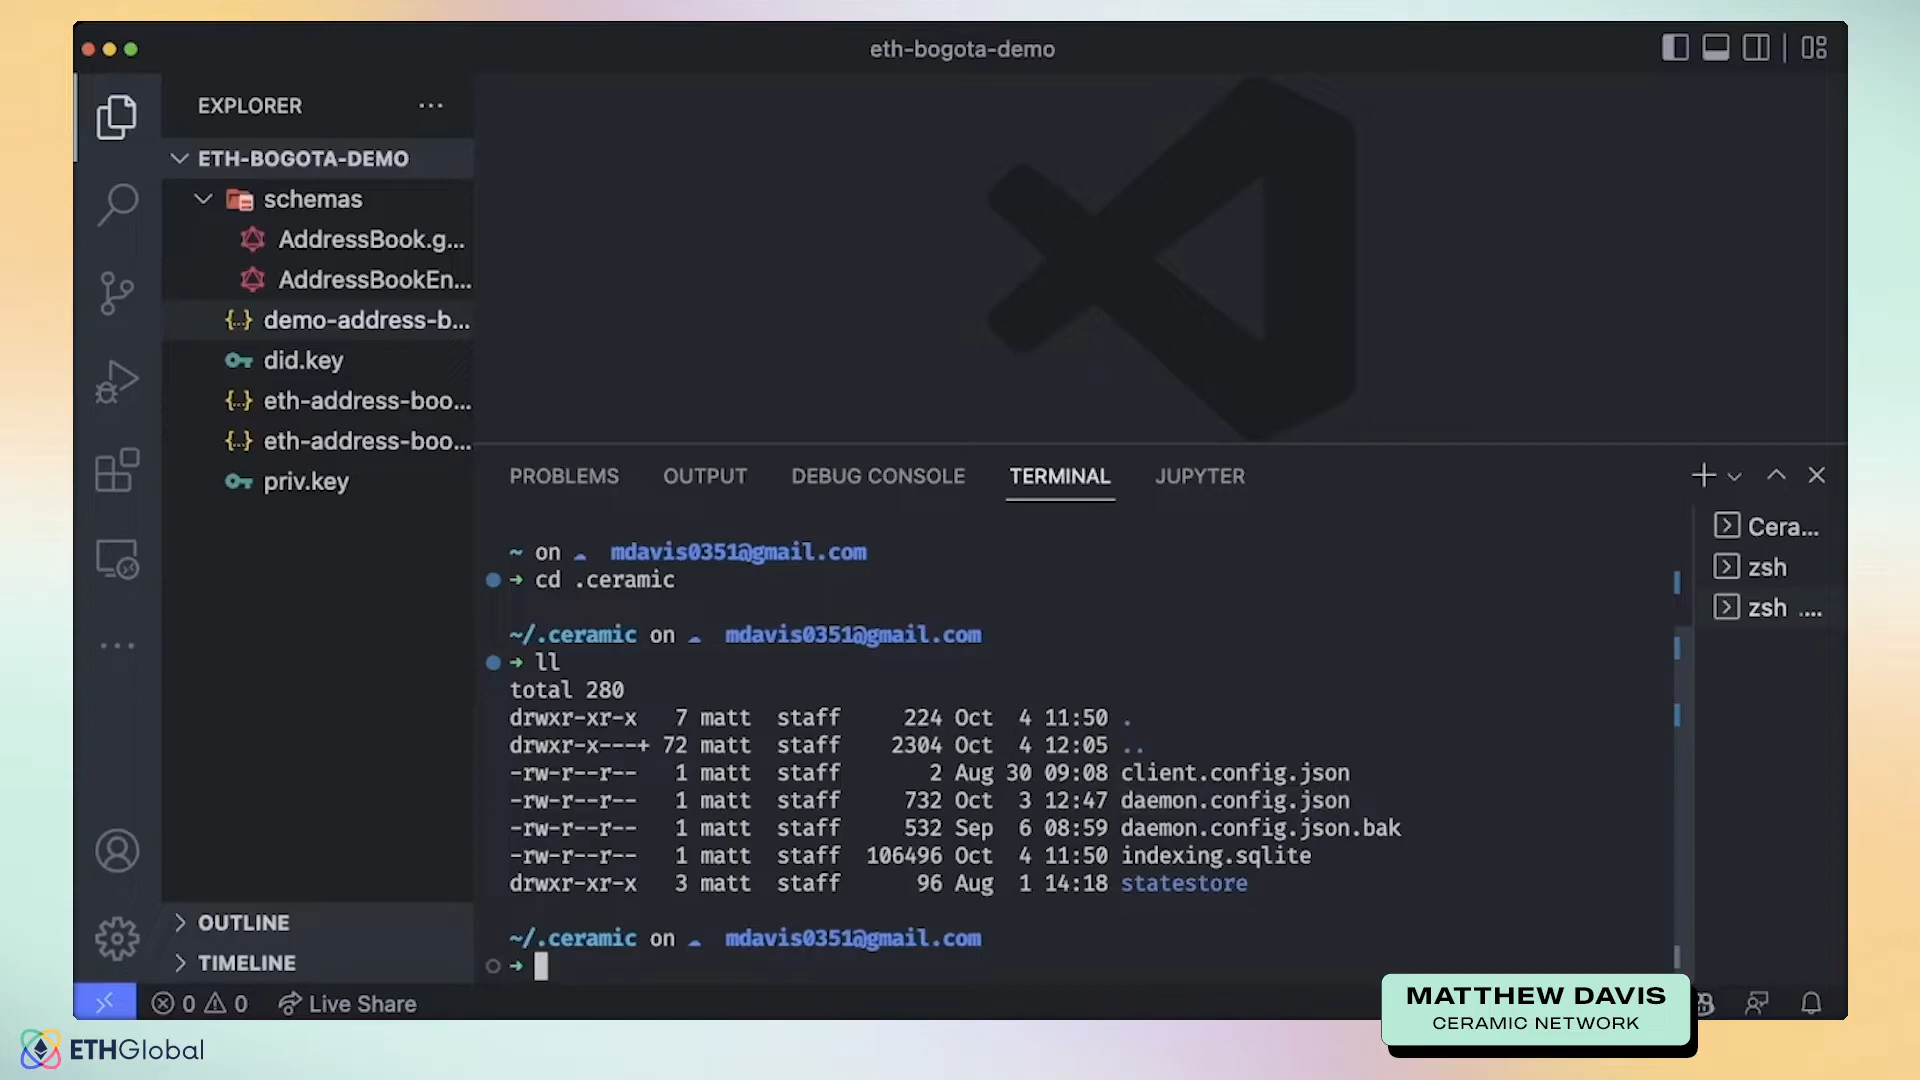 eth-bogota-demo
EXPLORER
ETH-BOGOTA-DEMO
schemas
AddressBook.g...
AddressBookEn...
demo-address-b...
did.key
eth-address-boo...
eth-address-boo...
priv.key
OUTLINE
TIMELINE
PROBLEMS OUTPUT DEBUG CONSOLE TERMINAL JUPYTER
~ on mdavis0351@gmail.com
→ cd .ceramic
~/.ceramic on mdavis0351@gmail.com
→ ll
total 280
drwxr-xr-x 7 matt staff 224 Oct 4 11:50 .
drwxr-x---+ 72 matt staff 2304 Oct 4 12:05 ..
-rw-r--r-- 1 matt staff 2 Aug 30 09:08 client.config.json
-rw-r--r-- 1 matt staff 732 Oct 3 12:47 daemon.config.json
-rw-r--r-- 1 matt staff 532 Sep 6 08:59 daemon.config.json.bak
-rw-r--r-- 1 matt staff 106496 Oct 4 11:50 indexing.sqlite
drwxr-xr-x 3 matt staff 96 Aug 1 14:18 statestore
~/.ceramic on mdavis0351@gmail.com
→
Cera...
zsh
zsh ....
0 0 Live Share
MATTHEW DAVIS
CERAMIC NETWORK
ETHGlobal